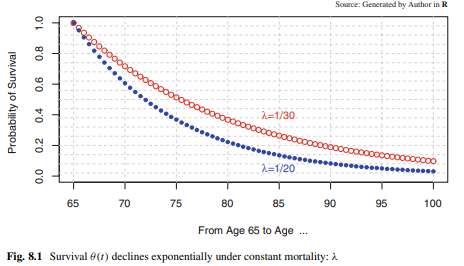 Source: Generated by Author in R
Probability of Survival
1.0
0.8
0.6
0.4
0.2
0.0
λ=1/30
λ=1/20
65 70 75 80 85 90 95 100
From Age 65 to Age ...
Fig. 8.1 Survival θ(t) declines exponentially under constant mortality: λ